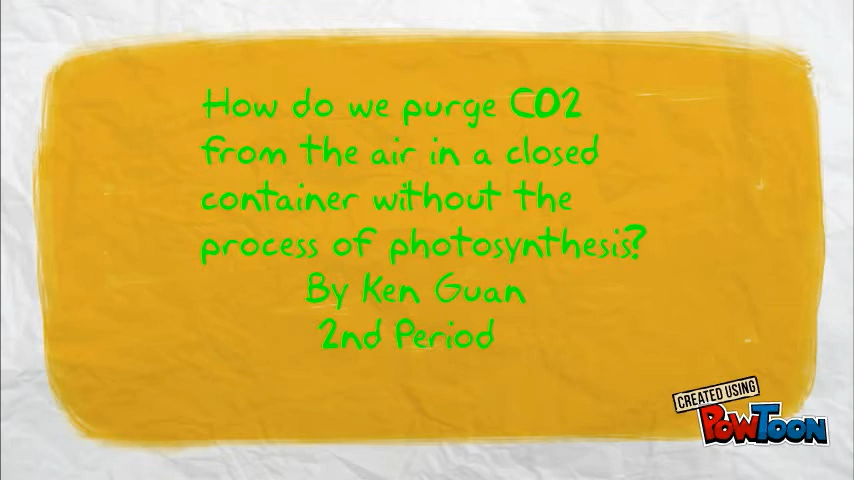 How do we purge CO2
from the air in a closed
container without the
process of photosynthesis?
By Ken Guan
2nd Period
CREATED USING
POWTOON